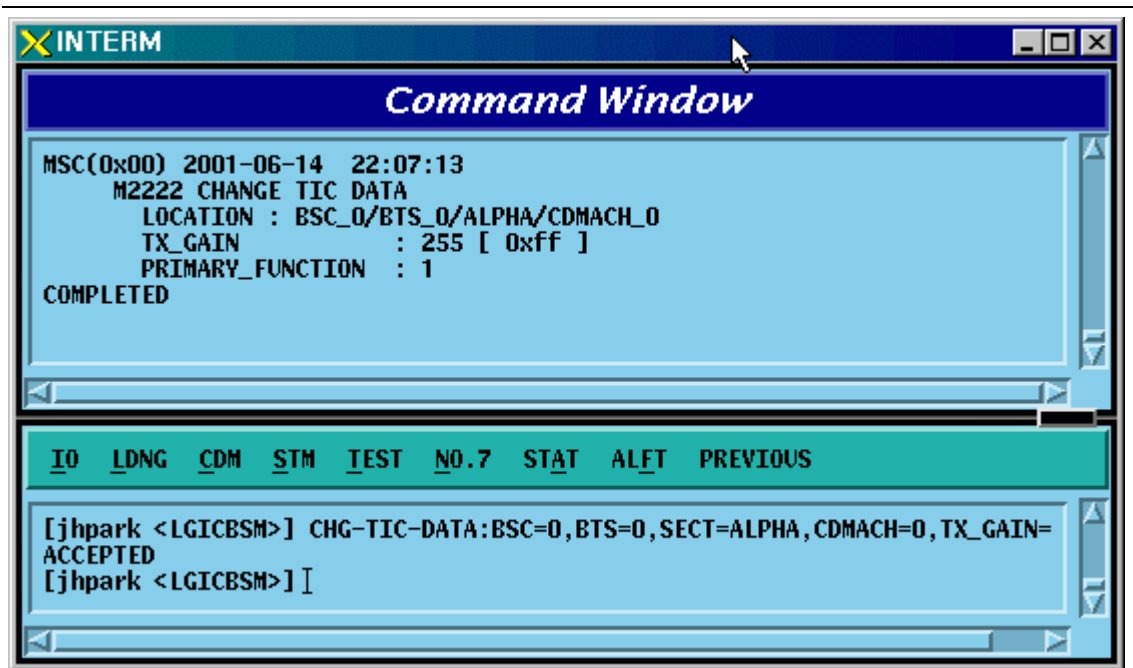 INTERM
Command Window
MSC(0x00) 2001-06-14 22:07:13
M2222 CHANGE TIC DATA
LOCATION : BSC_0/BTS_0/ALPHA/CDMACH_0
TX_GAIN : 255 [ 0xff ]
PRIMARY_FUNCTION : 1
COMPLETED
IO LDNG CDM STM TEST NO.7 STAT ALFT PREVIOUS
[jhpark <LGICBSM>] CHG-TIC-DATA:BSC=0,BTS=0,SECT=ALPHA,CDMACH=0,TX_GAIN=
ACCEPTED
[jhpark <LGICBSM>]